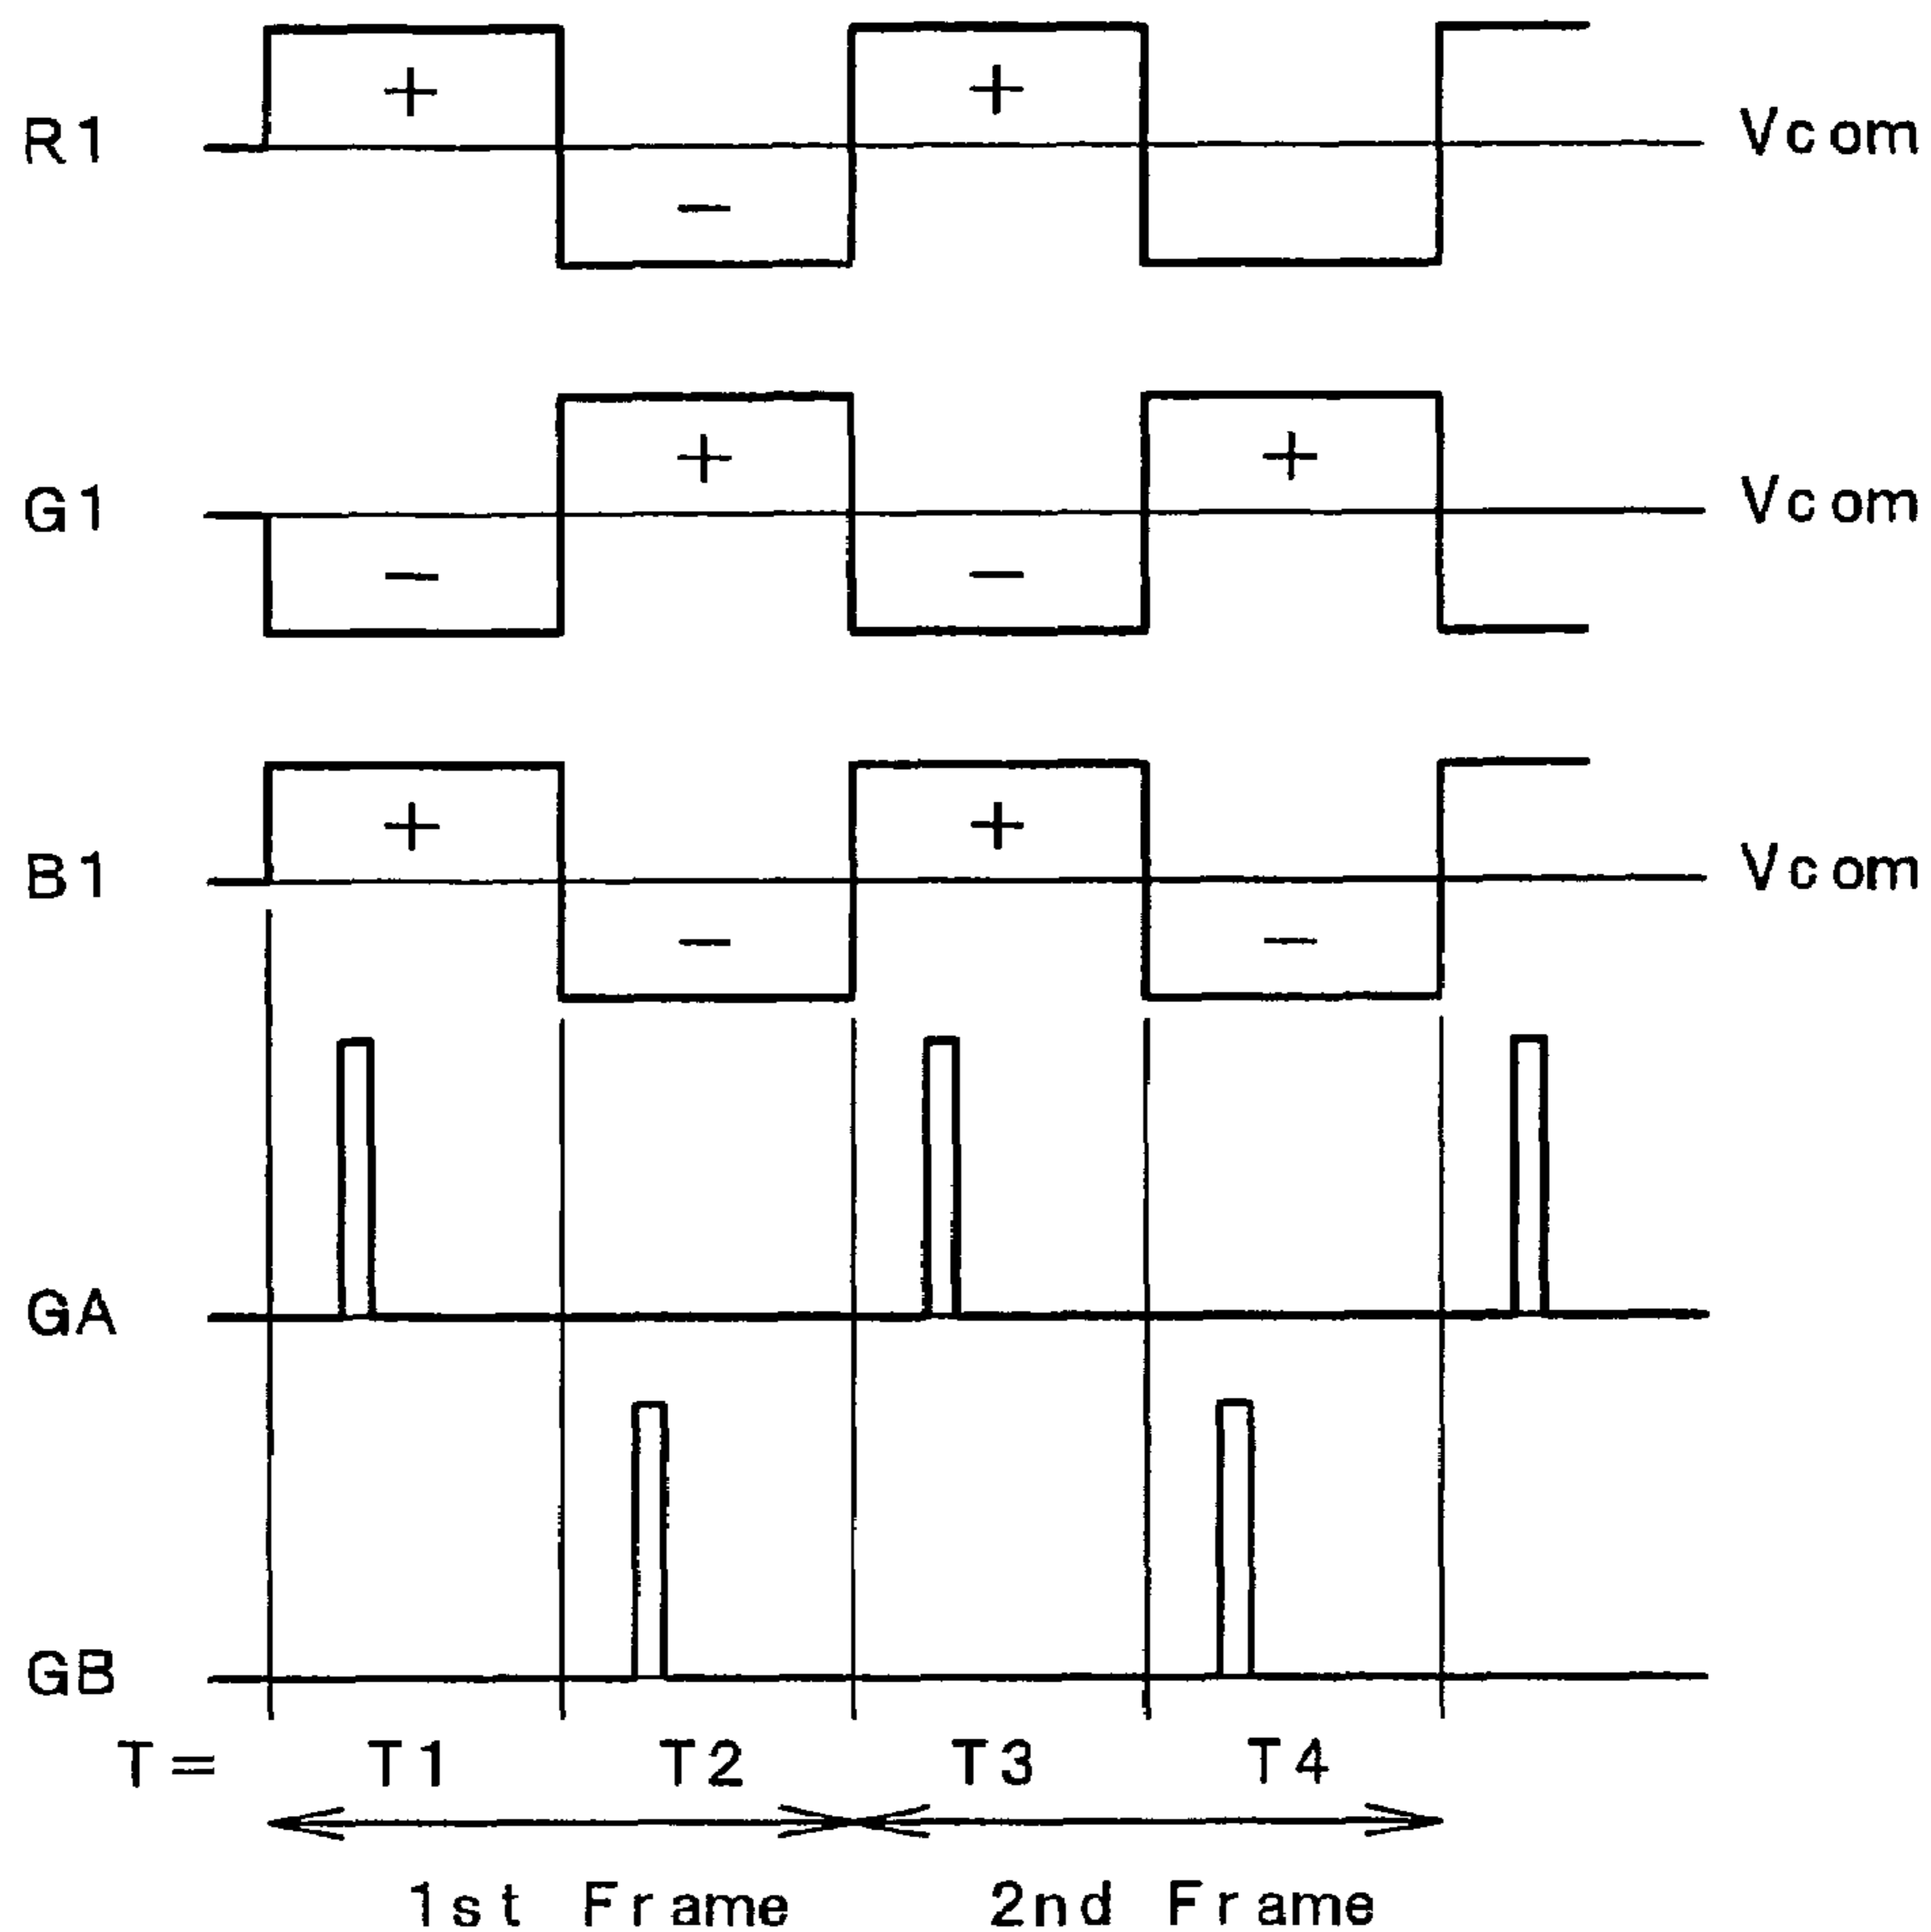 + +
R1 Vcom
−
+ +
G1 Vcom
− −
+ +
B1 Vcom
− −
GA
GB
T= T1 T2 T3 T4
1st Frame 2nd Frame